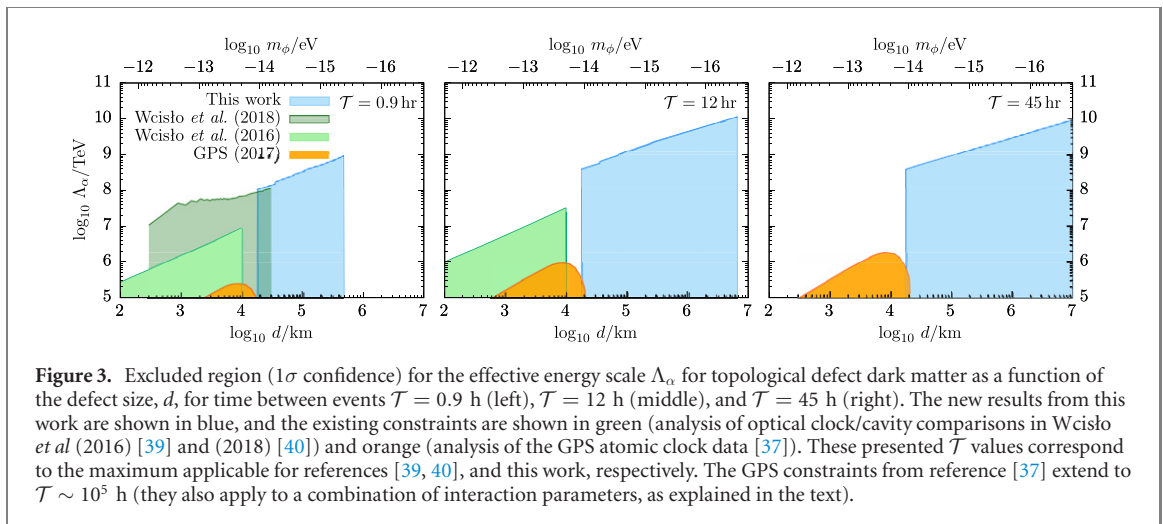 log₁₀ m_ϕ/eV log₁₀ m_ϕ/eV log₁₀ m_ϕ/eV
−12 −13 −14 −15 −16 −12 −13 −14 −15 −16 −12 −13 −14 −15 −16
11
10
9
8
7
6
5
log₁₀ Λ_α/TeV
This work
Wcisło et al. (2018)
Wcisło et al. (2016)
GPS (2017)
𝒯 = 0.9 hr
𝒯 = 12 hr
𝒯 = 45 hr
11
10
9
8
7
6
5
2 3 4 5 6 7 2 3 4 5 6 7 2 3 4 5 6 7
log₁₀ d/km log₁₀ d/km log₁₀ d/km
Figure 3. Excluded region (1σ confidence) for the effective energy scale Λ_α for topological defect dark matter as a function of
the defect size, d, for time between events 𝒯 = 0.9 h (left), 𝒯 = 12 h (middle), and 𝒯 = 45 h (right). The new results from this
work are shown in blue, and the existing constraints are shown in green (analysis of optical clock/cavity comparisons in Wcisło
et al (2016) [39] and (2018) [40]) and orange (analysis of the GPS atomic clock data [37]). These presented 𝒯 values correspond
to the maximum applicable for references [39, 40], and this work, respectively. The GPS constraints from reference [37] extend to
𝒯 ∼ 10⁵ h (they also apply to a combination of interaction parameters, as explained in the text).